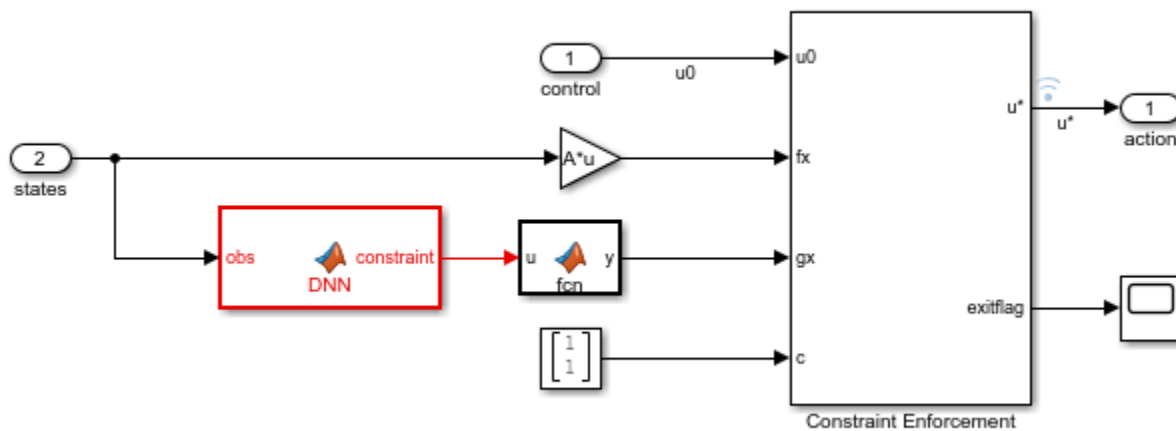 1
u0
u0
control
u*
u*
1
action
2
states
A*u
fx
obs
constraint
DNN
u
y
fcn
gx
exitflag
1
1
c
Constraint Enforcement